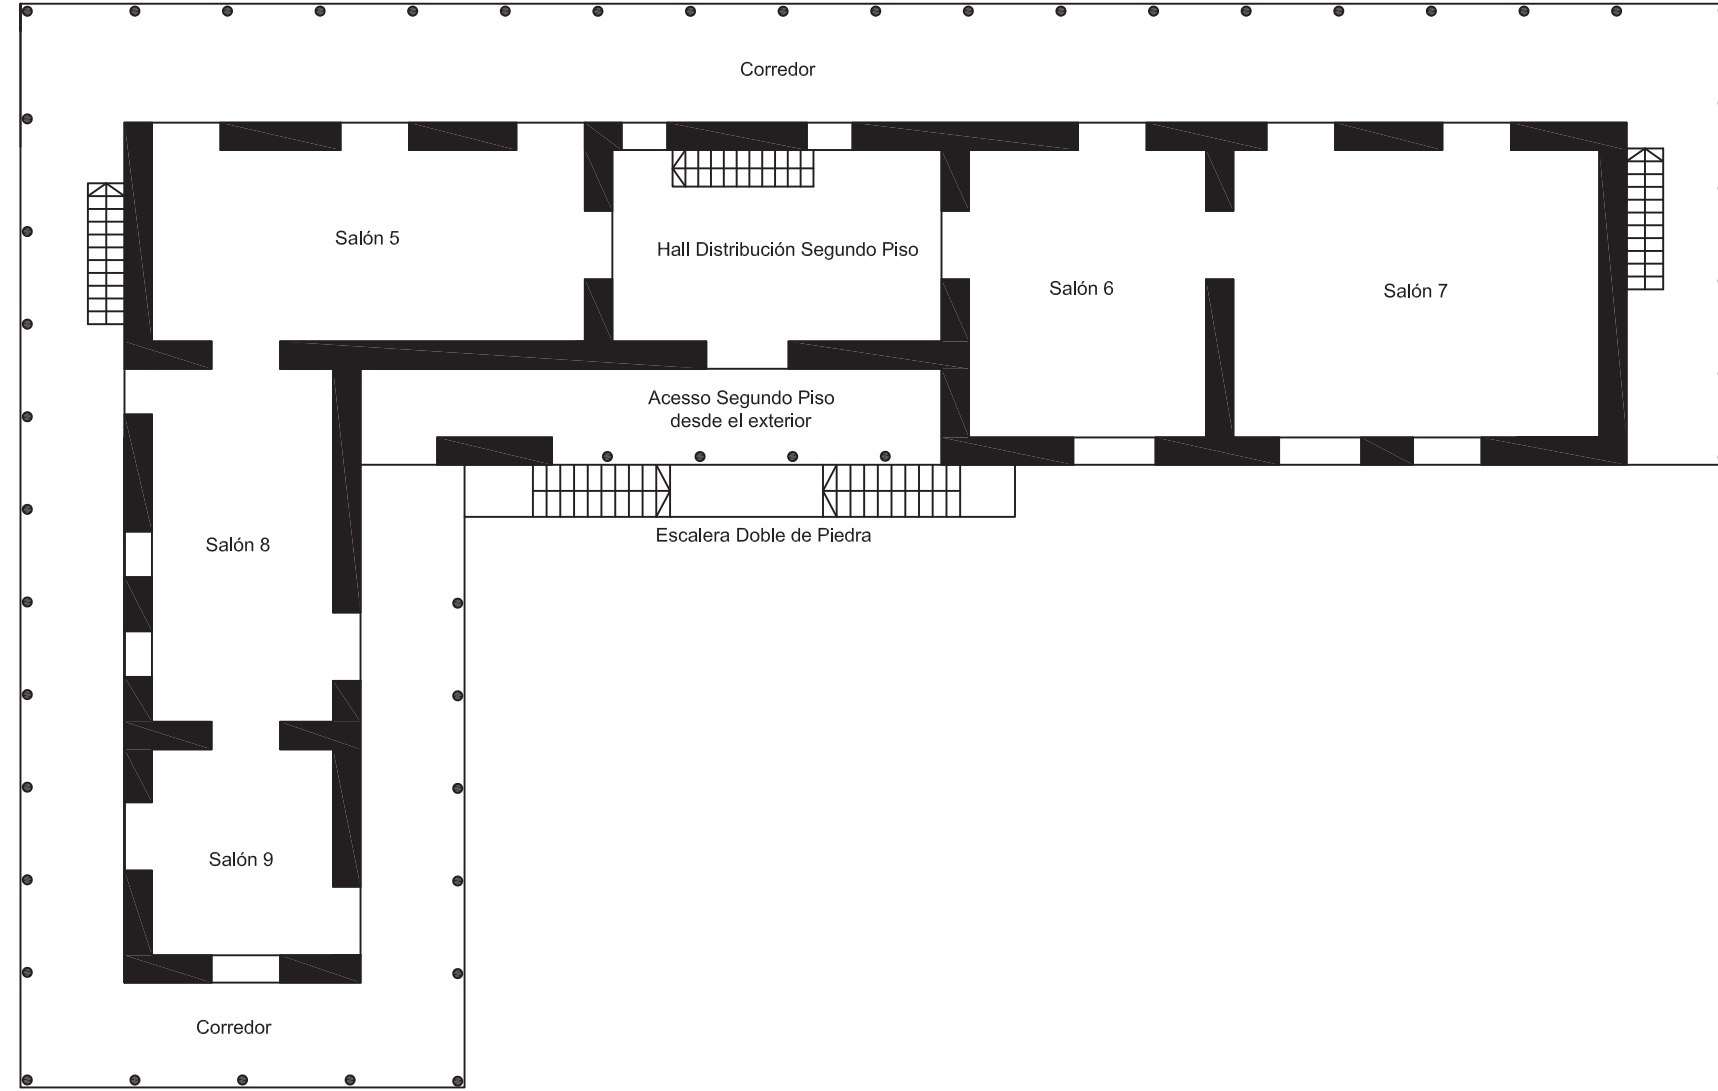 Corredor
Salón 5
Hall Distribución Segundo Piso
Salón 6
Salón 7
Acesso Segundo Piso
desde el exterior
Escalera Doble de Piedra
Salón 8
Salón 9
Corredor